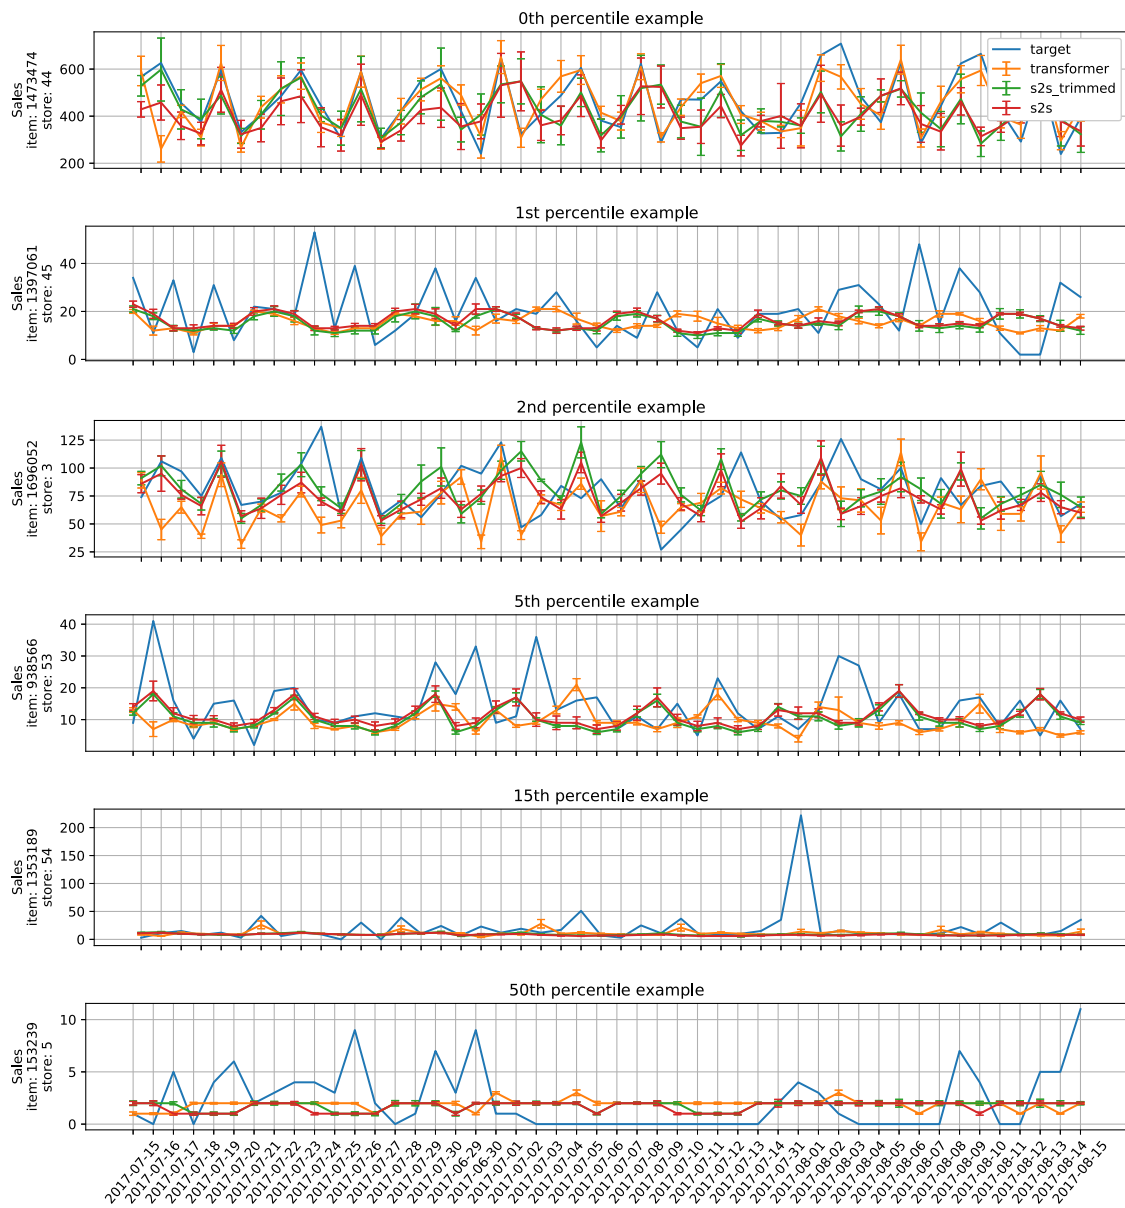 0th percentile example
Sales
item: 1473474
store: 44
600
400
200
target
transformer
s2s_trimmed
s2s
1st percentile example
Sales
item: 1397061
store: 45
40
20
0
2nd percentile example
Sales
item: 1696052
store: 3
125
100
75
50
25
5th percentile example
Sales
item: 938566
store: 53
40
30
20
10
15th percentile example
Sales
item: 1353189
store: 54
200
150
100
50
0
50th percentile example
Sales
item: 153239
store: 5
10
5
0
2017-07-15
2017-07-16
2017-07-17
2017-07-18
2017-07-19
2017-07-20
2017-07-21
2017-07-22
2017-07-23
2017-07-24
2017-07-25
2017-07-26
2017-07-27
2017-07-28
2017-07-29
2017-07-30
2017-06-29
2017-06-30
2017-07-01
2017-07-02
2017-07-03
2017-07-04
2017-07-05
2017-07-06
2017-07-07
2017-07-08
2017-07-09
2017-07-10
2017-07-11
2017-07-12
2017-07-13
2017-07-14
2017-07-31
2017-08-01
2017-08-02
2017-08-03
2017-08-04
2017-08-05
2017-08-06
2017-08-07
2017-08-08
2017-08-09
2017-08-10
2017-08-11
2017-08-12
2017-08-13
2017-08-14
2017-08-15